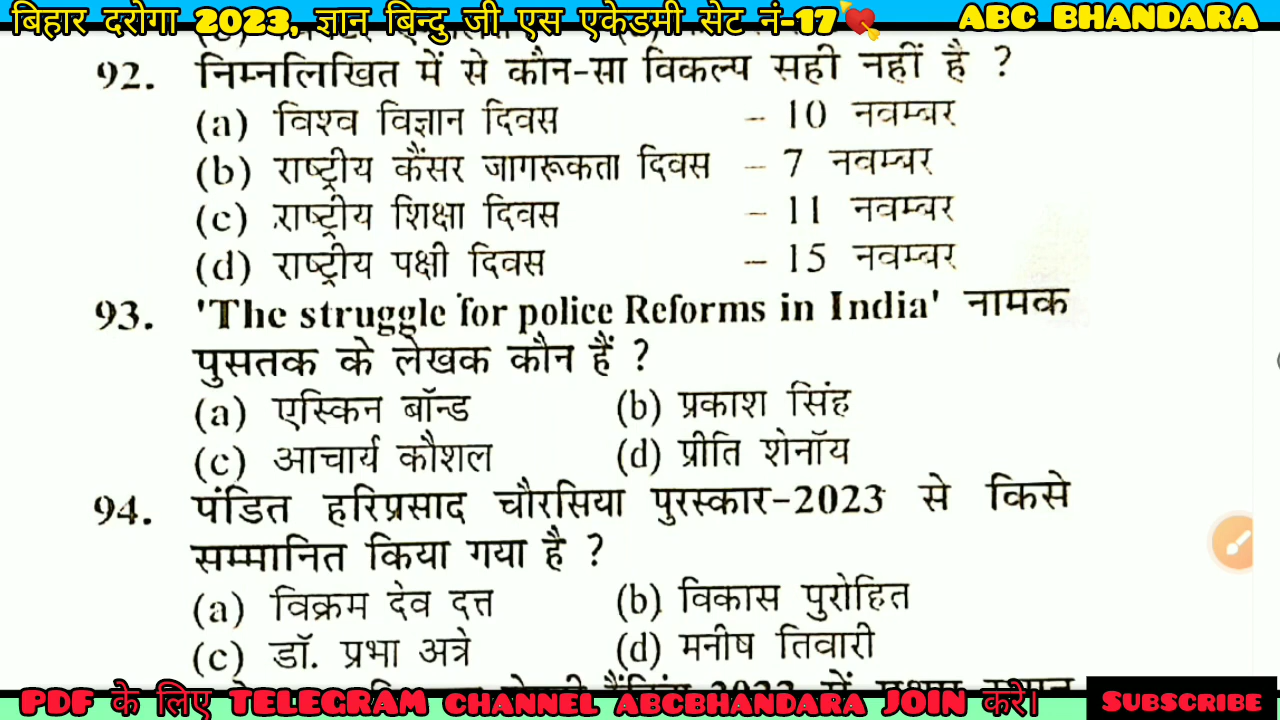 बिहार दरोगा 2023, ज्ञान बिन्दु जी एस एकेडमी सेट नं-17 ABC BHANDARA
92. निम्नलिखित में से कौन-सा विकल्प सही नहीं है ?
(a) विश्व विज्ञान दिवस – 10 नवम्बर
(b) राष्ट्रीय कैंसर जागरूकता दिवस – 7 नवम्बर
(c) राष्ट्रीय शिक्षा दिवस – 11 नवम्बर
(d) राष्ट्रीय पक्षी दिवस – 15 नवम्बर
93. 'The struggle for police Reforms in India' नामक
पुसतक के लेखक कौन हैं ?
(a) एस्किन बॉन्ड (b) प्रकाश सिंह
(c) आचार्य कौशल (d) प्रीति शेनॉय
94. पंडित हरिप्रसाद चौरसिया पुरस्कार-2023 से किसे
सम्मानित किया गया है ?
(a) विक्रम देव दत्त (b) विकास पुरोहित
(c) डॉ. प्रभा अत्रे (d) मनीष तिवारी
PDF के लिए TELEGRAM CHANNEL ABCBHANDARA JOIN करें। SUBSCRIBE